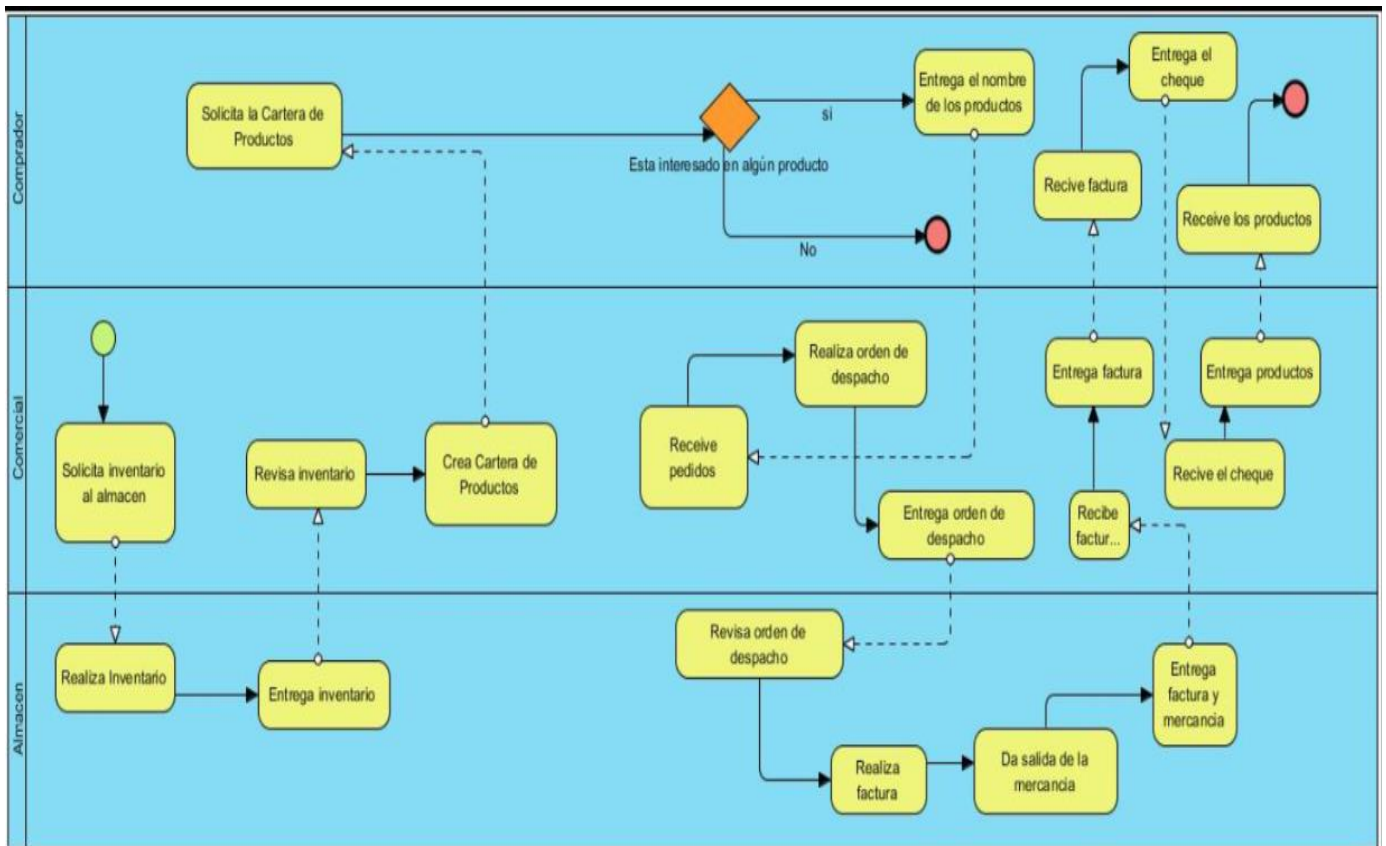 Comprador
Solicita la Cartera de
Productos
Esta interesado en algún producto
si
No
Entrega el nombre
de los productos
Recive factura
Entrega el
cheque
Receive los productos
Comercial
Solicita inventario
al almacen
Revisa inventario
Crea Cartera de
Productos
Receive
pedidos
Realiza orden de
despacho
Entrega orden de
despacho
Entrega factura
Recibe
factur...
Entrega productos
Recive el cheque
Almacen
Realiza Inventario
Entrega inventario
Revisa orden de
despacho
Realiza
factura
Da salida de la
mercancia
Entrega
factura y
mercancia